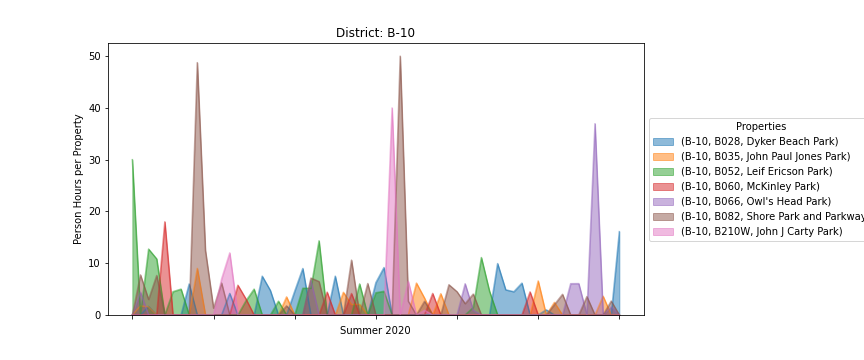 District: B-10
Person Hours per Property
50
40
30
20
10
0
Summer 2020
Properties
(B-10, B028, Dyker Beach Park)
(B-10, B035, John Paul Jones Park)
(B-10, B052, Leif Ericson Park)
(B-10, B060, McKinley Park)
(B-10, B066, Owl's Head Park)
(B-10, B082, Shore Park and Parkway
(B-10, B210W, John J Carty Park)